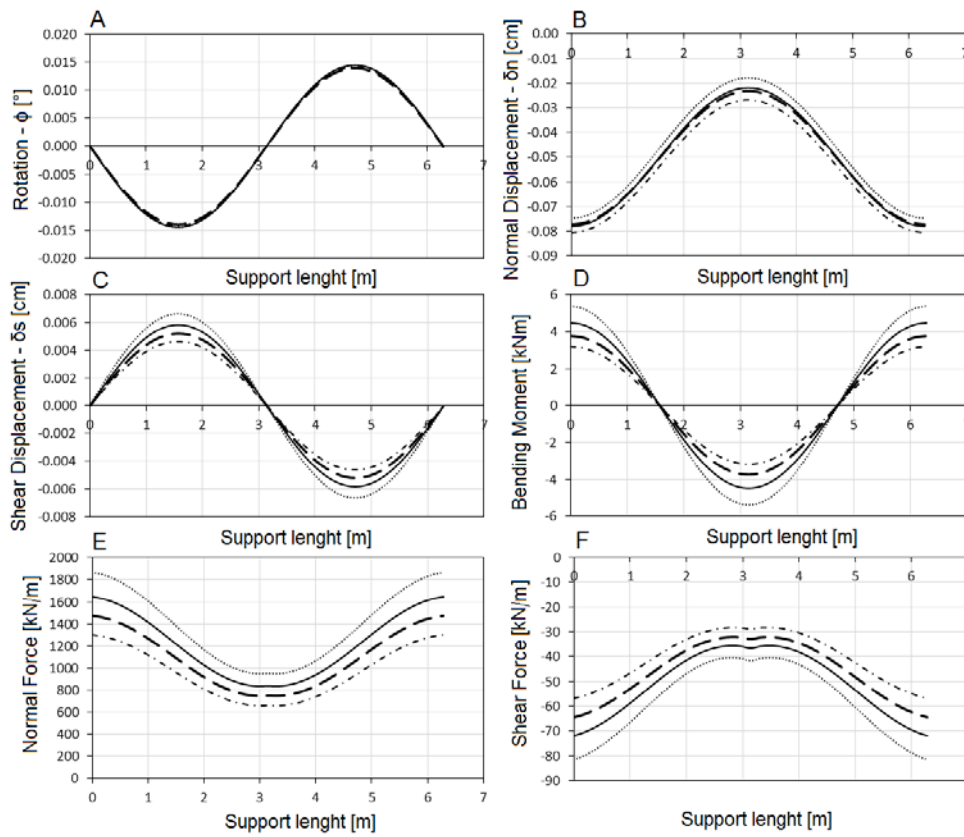 A
Rotation - ϕ [°]
0.020
0.015
0.010
0.005
0.000
-0.005
-0.010
-0.015
-0.020
0 1 2 3 4 5 6 7
Support lenght [m]
B
Normal Displacement - δn [cm]
0.00
-0.01
-0.02
-0.03
-0.04
-0.05
-0.06
-0.07
-0.08
-0.09
0 1 2 3 4 5 6 7
Support lenght [m]
C
Shear Displacement - δs [cm]
0.008
0.006
0.004
0.002
0.000
-0.002
-0.004
-0.006
-0.008
0 1 2 3 4 5 6 7
Support lenght [m]
D
Bending Moment [kNm]
6
4
2
0
-2
-4
-6
0 1 2 3 4 5 6 7
Support lenght [m]
E
Normal Force [kN/m]
2000
1800
1600
1400
1200
1000
800
600
400
200
0
0 1 2 3 4 5 6 7
Support lenght [m]
F
Shear Force [kN/m]
0
-10
-20
-30
-40
-50
-60
-70
-80
-90
0 1 2 3 4 5 6
Support lenght [m]